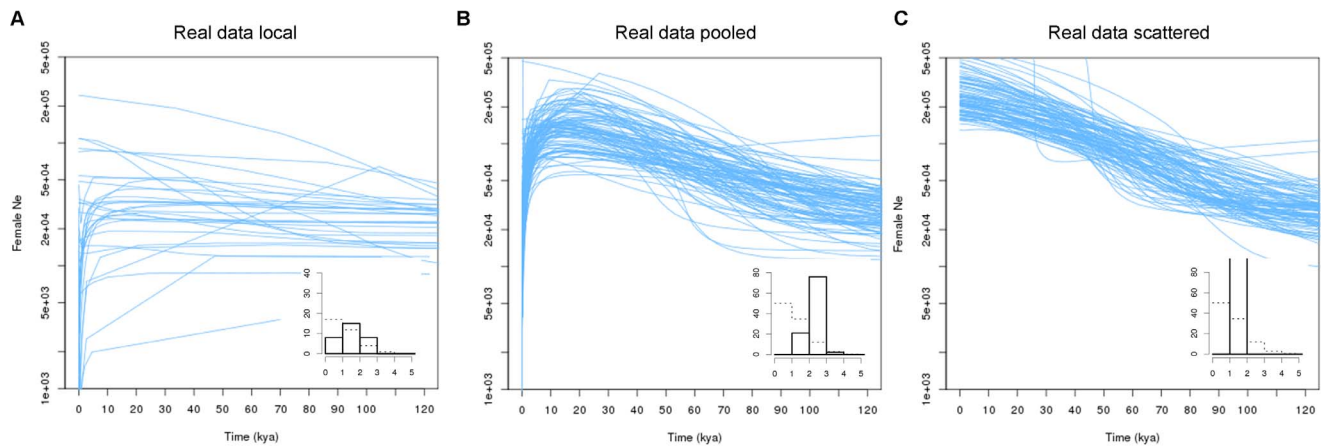 A
Real data local
5e+05
2e+05
5e+04
2e+04
5e+03
1e+03
Female Ne
0 10 20 30 40 50 60 70 80 90 100 120
Time (kya)
40
30
20
10
0
0 1 2 3 4 5
B
Real data pooled
5e+05
2e+05
5e+04
2e+04
5e+03
1e+03
0 10 20 30 40 50 60 70 80 90 100 120
Time (kya)
80
60
40
20
0
0 1 2 3 4 5
C
Real data scattered
5e+05
2e+05
5e+04
2e+04
5e+03
1e+03
Female Ne
0 10 20 30 40 50 60 70 80 90 100 120
Time (kya)
80
60
40
20
0
0 1 2 3 4 5